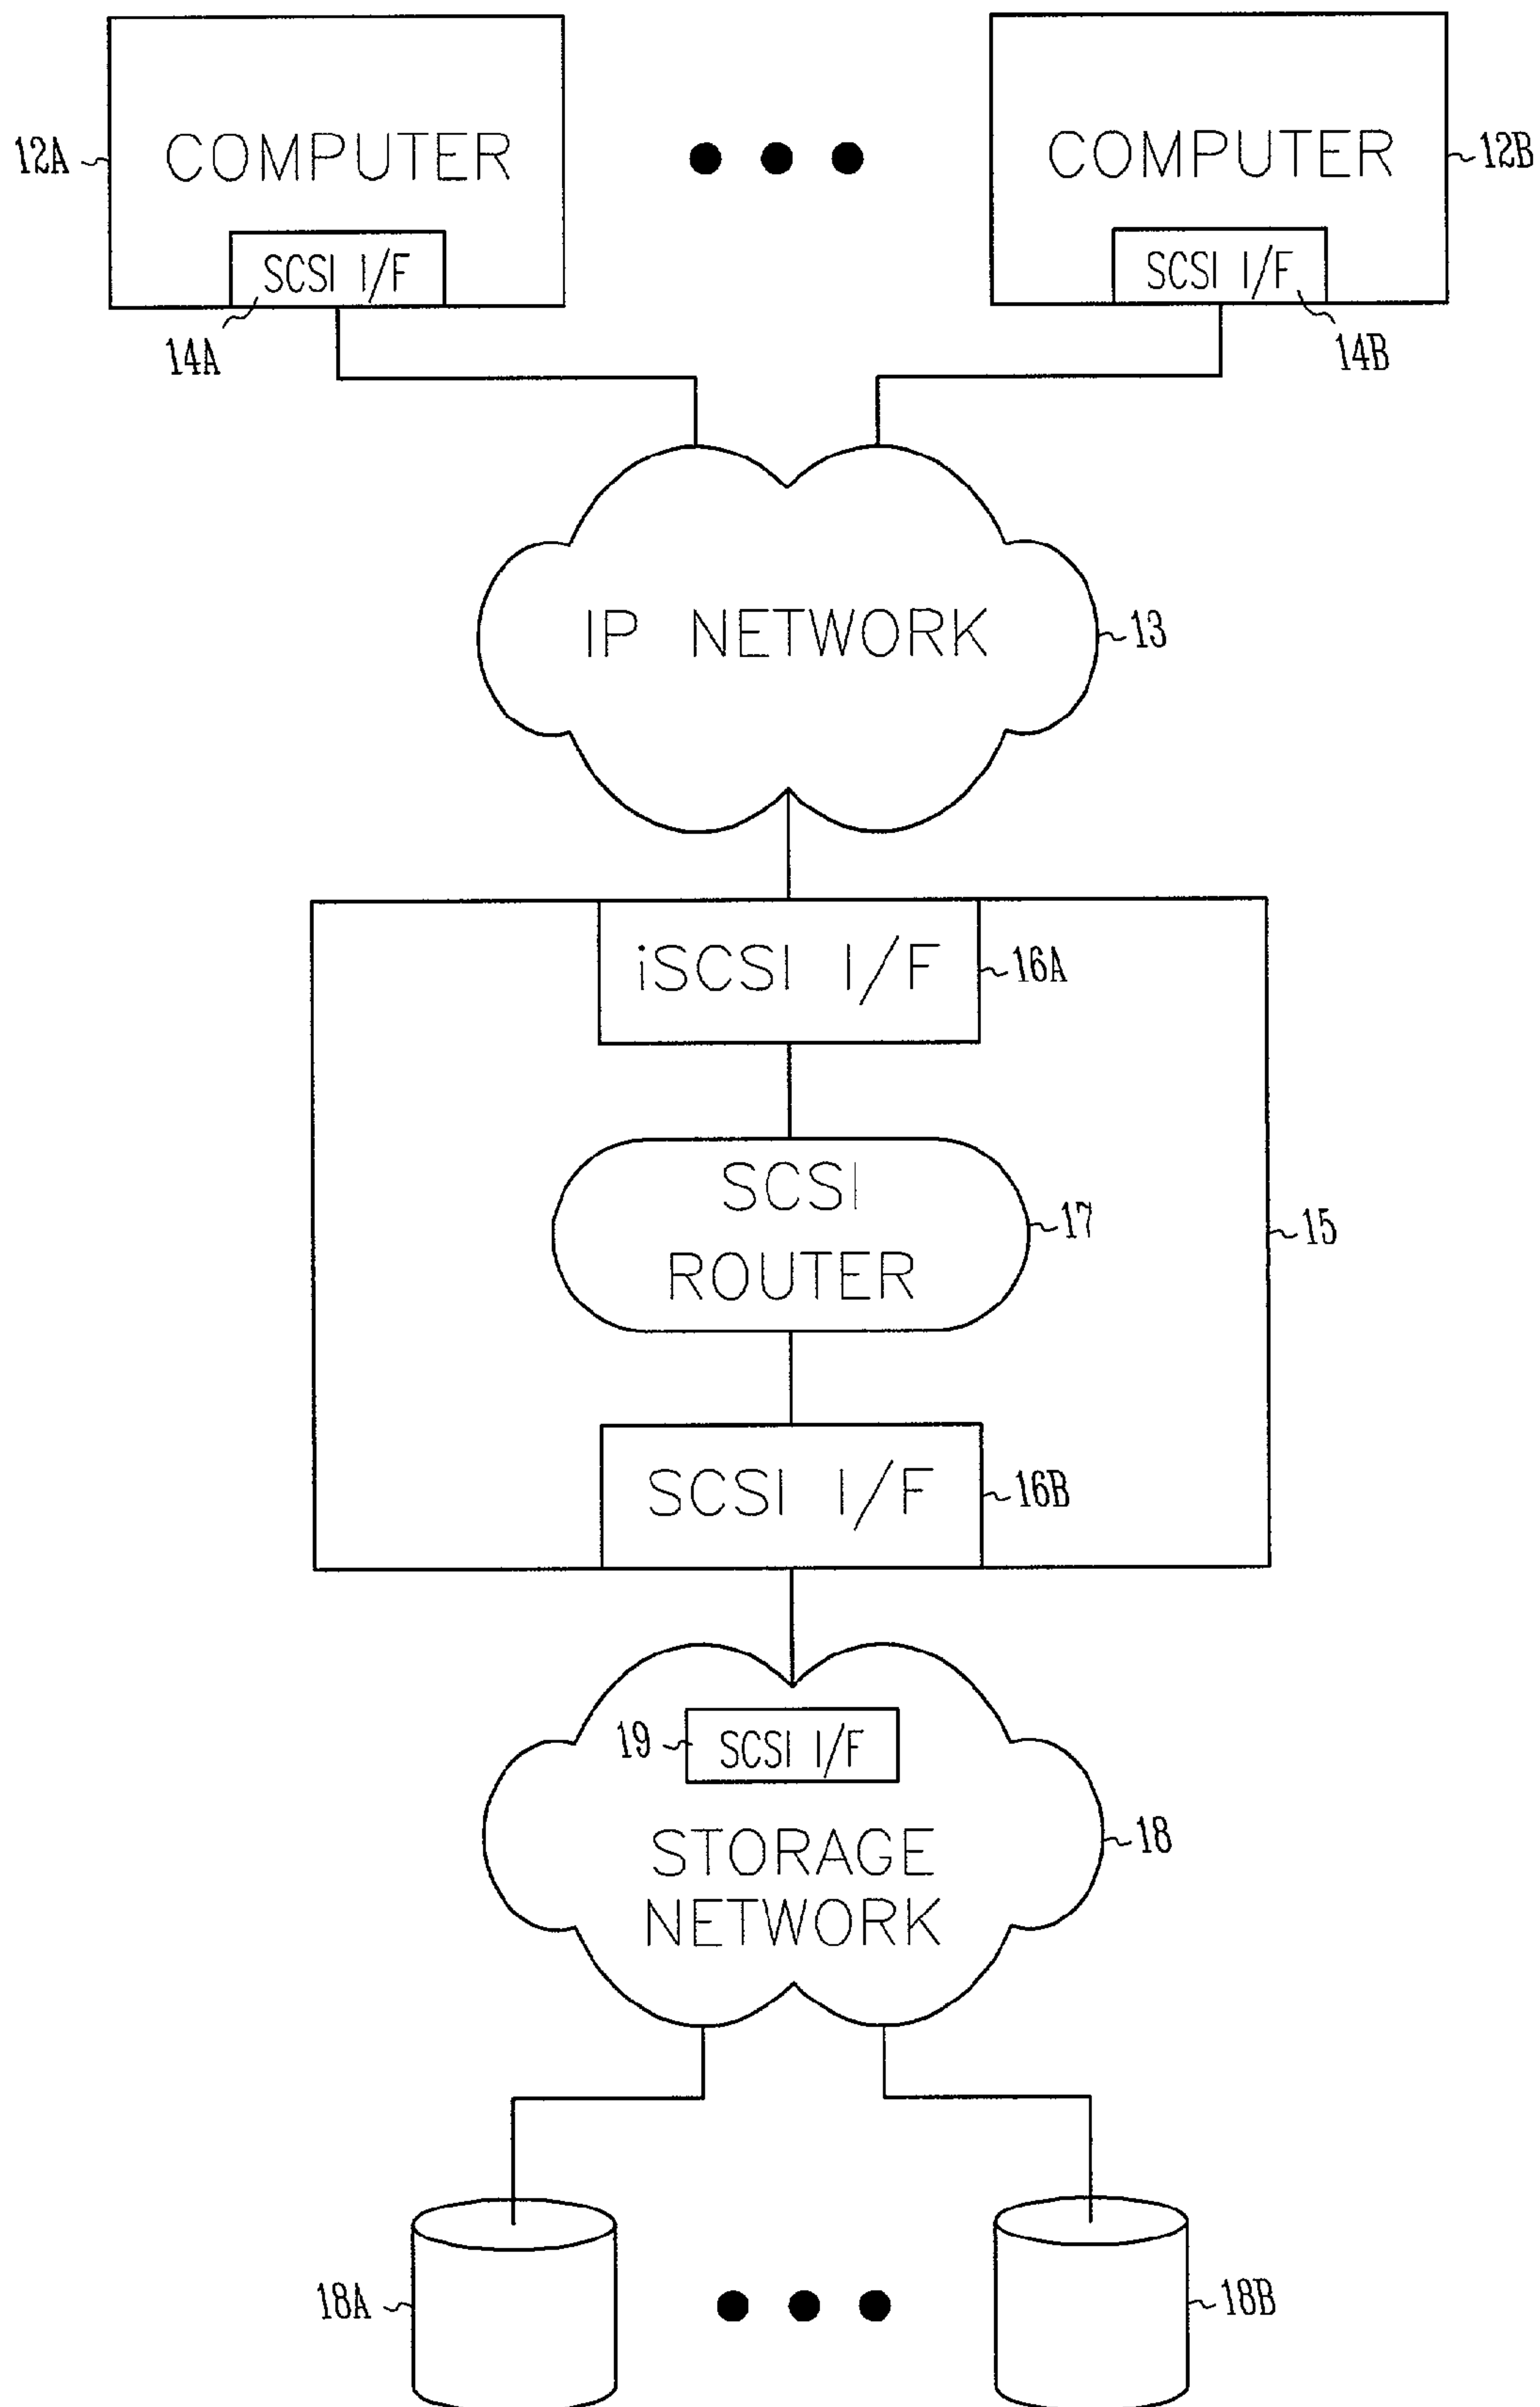 12A
COMPUTER
COMPUTER
12B
SCSI I/F
SCSI I/F
14A
14B
IP NETWORK
13
iSCSI I/F
16A
SCSI
ROUTER
17
15
SCSI I/F
16B
19
SCSI I/F
STORAGE
NETWORK
18
18A
18B